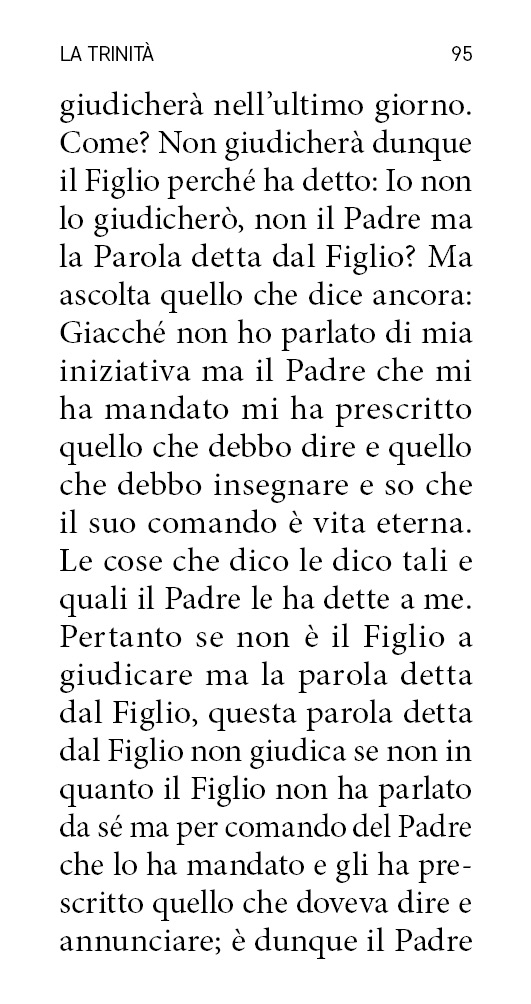 LA TRINITÀ 95
giudicherà nell’ultimo giorno.
Come? Non giudicherà dunque
il Figlio perché ha detto: Io non
lo giudicherò, non il Padre ma
la Parola detta dal Figlio? Ma
ascolta quello che dice ancora:
Giacché non ho parlato di mia
iniziativa ma il Padre che mi
ha mandato mi ha prescritto
quello che debbo dire e quello
che debbo insegnare e so che
il suo comando è vita eterna.
Le cose che dico le dico tali e
quali il Padre le ha dette a me.
Pertanto se non è il Figlio a
giudicare ma la parola detta
dal Figlio, questa parola detta
dal Figlio non giudica se non in
quanto il Figlio non ha parlato
da sé ma per comando del Padre
che lo ha mandato e gli ha pre-
scritto quello che doveva dire e
annunciare; è dunque il Padre